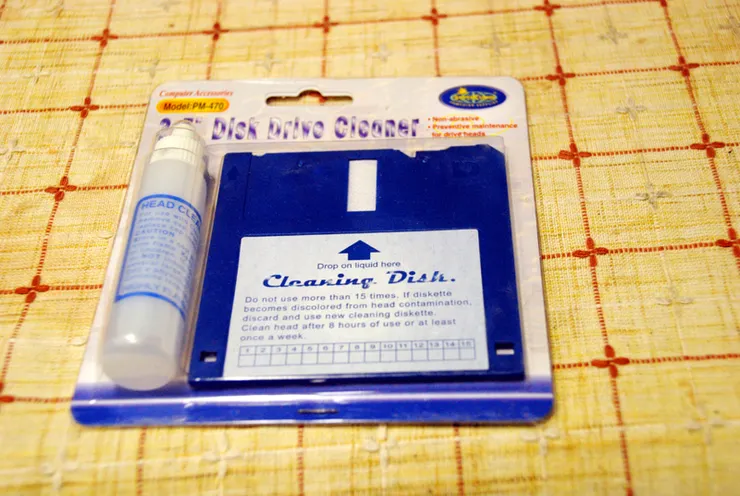 Computer Accessories
Model:PM-470
Disk Drive Cleaner
• Non-abrasive
• Preventive maintenance
for drive heads.
HEAD CLEA
CAUTION
NOT
Drop on liquid here
Cleaning Disk.
Do not use more than 15 times. If diskette
becomes discolored from head contamination,
discard and use new cleaning diskette.
Clean head after 8 hours of use or at least
once a week.
1 2 3 4 5 6 7 8 9 10 11 12 13 14 15